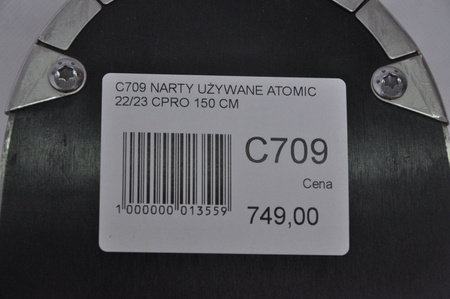 C709 NARTY UŻYWANE ATOMIC
22/23 CPRO 150 CM
C709
Cena
1 000000 013559
749,00